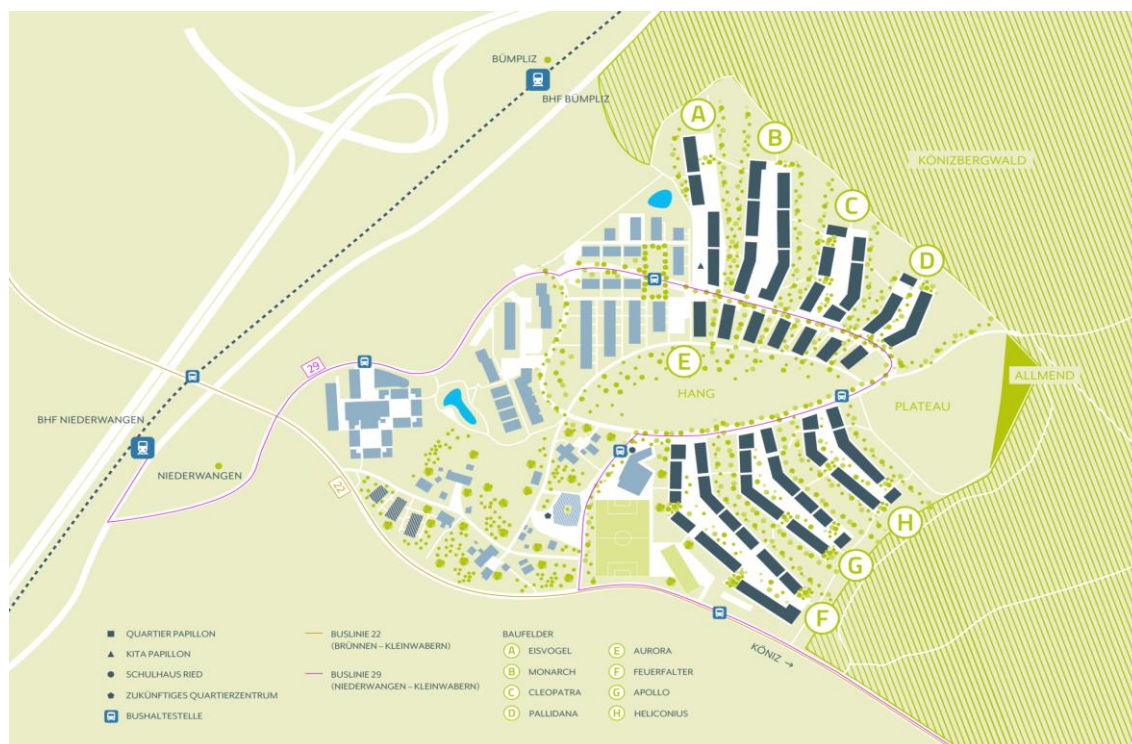 BÜMPLIZ
BHF BÜMPLIZ
A
B
KÖNIZBERGWALD
C
D
E
HANG
29
ALLMEND
PLATEAU
BHF NIEDERWANGEN
NIEDERWANGEN
22
H
G
F
KÖNIZ →
QUARTIER PAPILLON
KITA PAPILLON
SCHULHAUS RIED
ZUKÜNFTIGES QUARTIERZENTRUM
BUSHALTESTELLE
BUSLINIE 22
(BRÜNNEN – KLEINWABERN)
BUSLINIE 29
(NIEDERWANGEN – KLEINWABERN)
BAUFELDER
A EISVOGEL
B MONARCH
C CLEOPATRA
D PALLIDANA
E AURORA
F FEUERFALTER
G APOLLO
H HELICONIUS